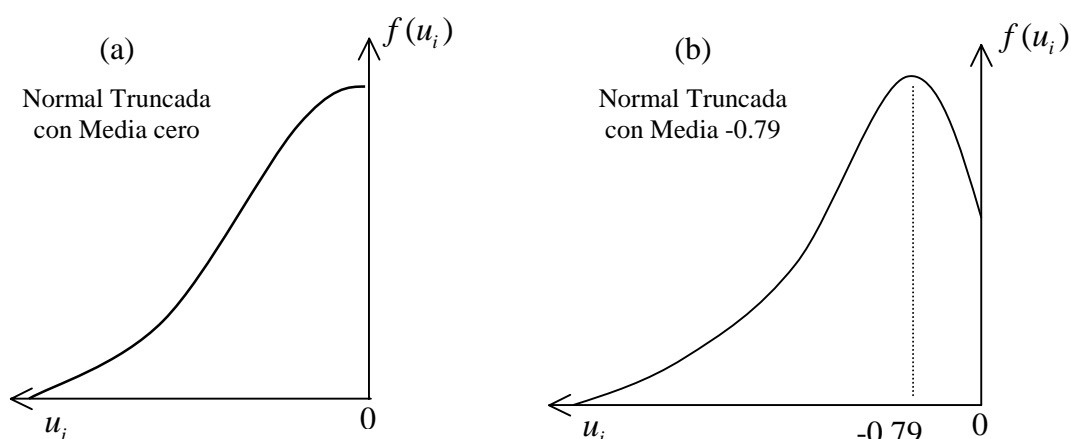 (a)
f(u_i)
Normal Truncada
con Media cero
u_i
0
(b)
f(u_i)
Normal Truncada
con Media -0.79
u_i
-0.79
0